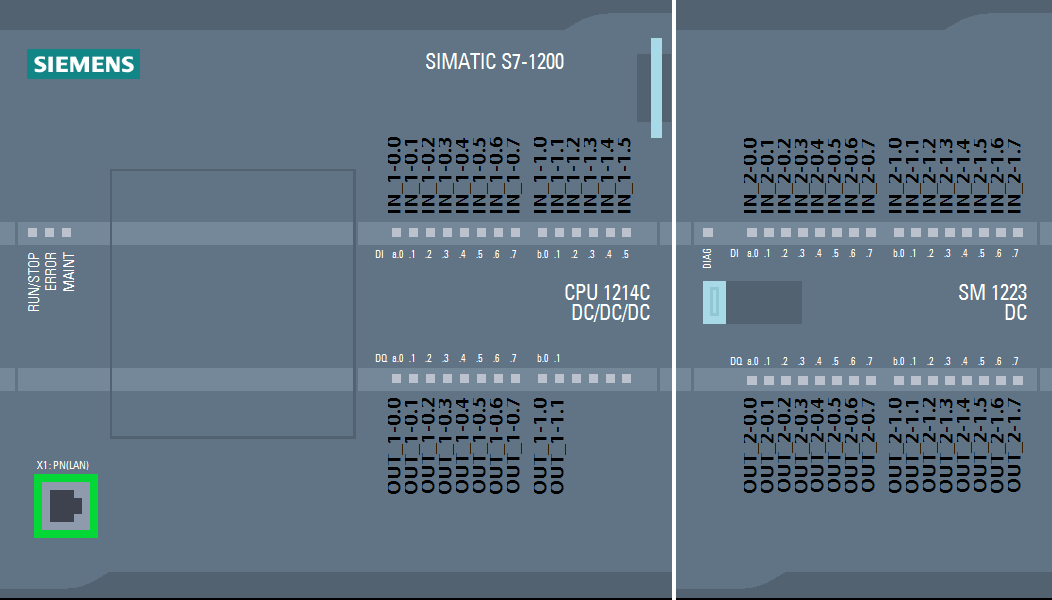 SIEMENS
SIMATIC S7-1200
IN_1-0.0
IN_1-0.1
IN_1-0.2
IN_1-0.3
IN_1-0.4
IN_1-0.5
IN_1-0.6
IN_1-0.7
IN_1-1.0
IN_1-1.1
IN_1-1.2
IN_1-1.3
IN_1-1.4
IN_1-1.5
RUN/STOP
ERROR
MAINT
DI a.0 .1 .2 .3 .4 .5 .6 .7 b.0 .1 .2 .3 .4 .5
CPU 1214C
DC/DC/DC
DQ a.0 .1 .2 .3 .4 .5 .6 .7 b.0 .1
OUT_1-0.0
OUT_1-0.1
OUT_1-0.2
OUT_1-0.3
OUT_1-0.4
OUT_1-0.5
OUT_1-0.6
OUT_1-0.7
OUT_1-1.0
OUT_1-1.1
X1: PN(LAN)
IN_2-0.0
IN_2-0.1
IN_2-0.2
IN_2-0.3
IN_2-0.4
IN_2-0.5
IN_2-0.6
IN_2-0.7
IN_2-1.0
IN_2-1.1
IN_2-1.2
IN_2-1.3
IN_2-1.4
IN_2-1.5
IN_2-1.6
IN_2-1.7
DIAG
DI a.0 .1 .2 .3 .4 .5 .6 .7 b.0 .1 .2 .3 .4 .5 .6 .7
SM 1223
DC
DQ a.0 .1 .2 .3 .4 .5 .6 .7 b.0 .1 .2 .3 .4 .5 .6 .7
OUT_2-0.0
OUT_2-0.1
OUT_2-0.2
OUT_2-0.3
OUT_2-0.4
OUT_2-0.5
OUT_2-0.6
OUT_2-0.7
OUT_2-1.0
OUT_2-1.1
OUT_2-1.2
OUT_2-1.3
OUT_2-1.4
OUT_2-1.5
OUT_2-1.6
OUT_2-1.7